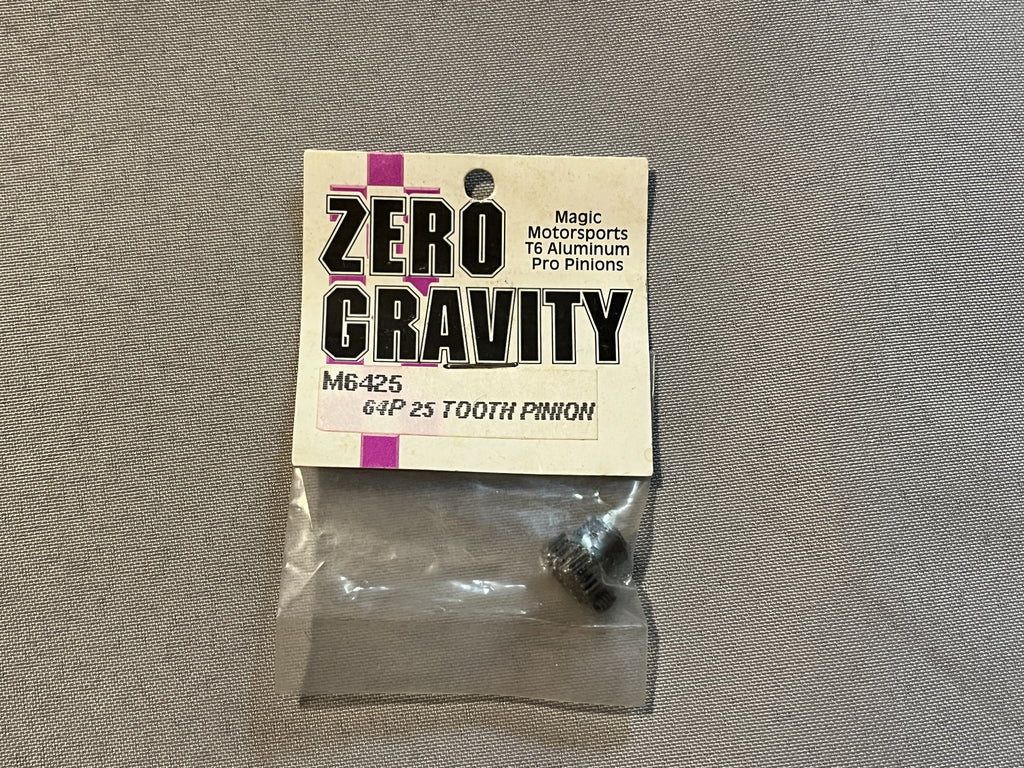 ZERO
GRAVITY
Magic
Motorsports
T6 Aluminum
Pro Pinions
M6425
64P 25 TOOTH PINION